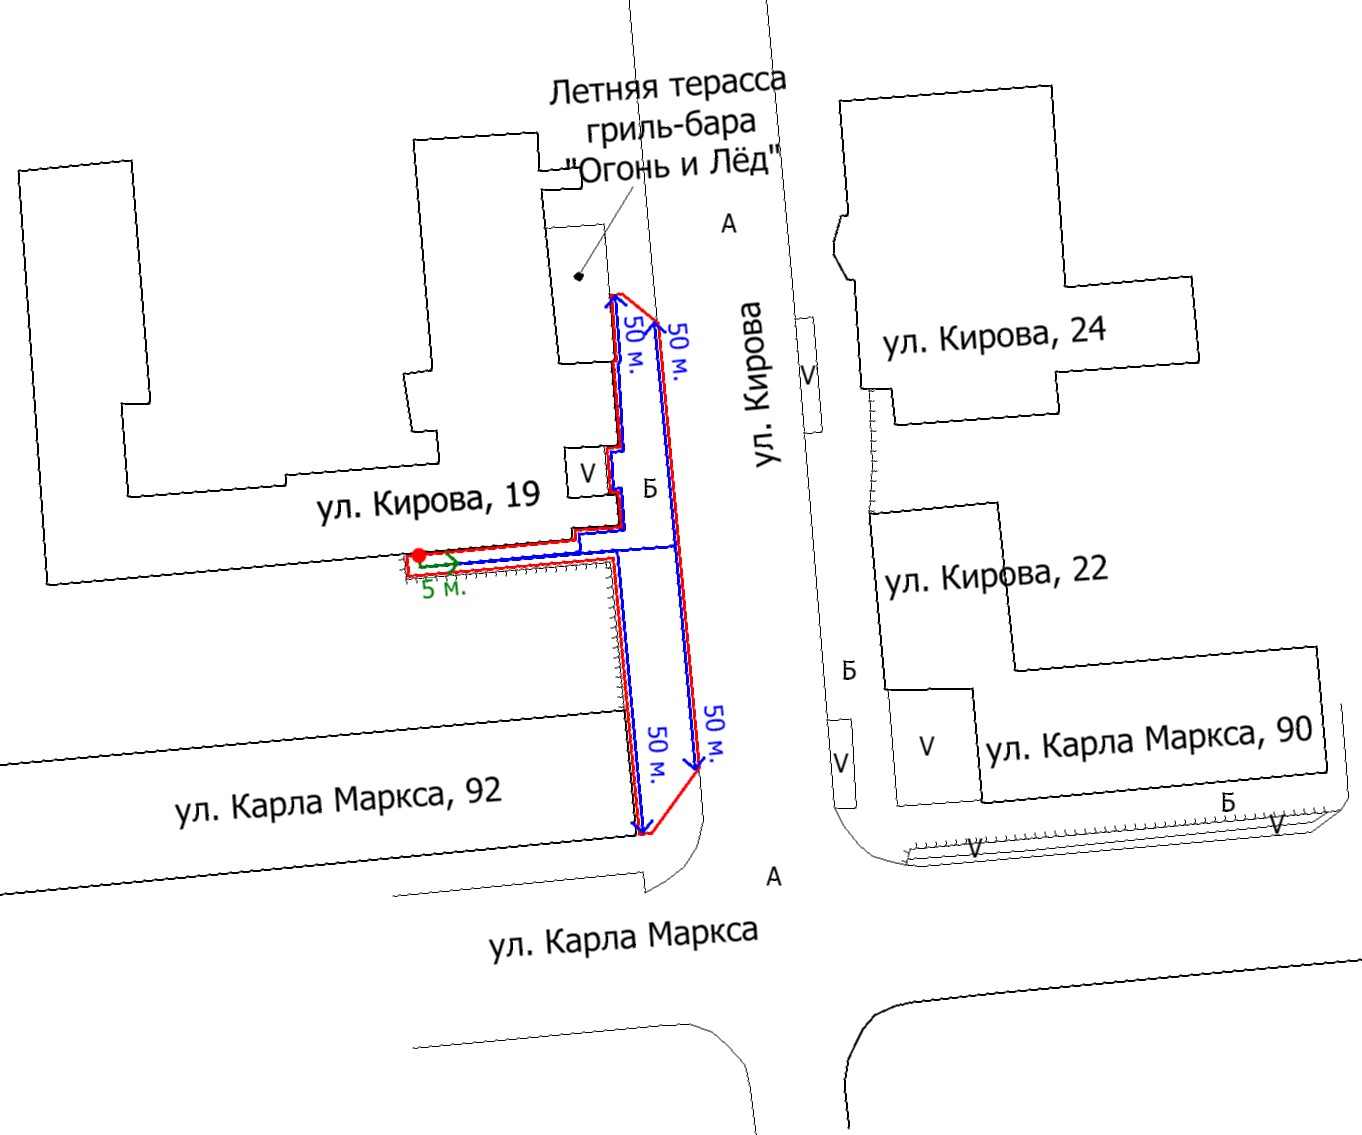 Летняя терасса
гриль-бара
"Огонь и Лёд"
А
ул. Кирова
50 м.
50 м.
V
ул. Кирова, 24
V
Б
ул. Кирова, 19
5 м.
ул. Кирова, 22
Б
50 м.
50 м.
V
V
ул. Карла Маркса, 90
Б
V
V
ул. Карла Маркса, 92
А
ул. Карла Маркса